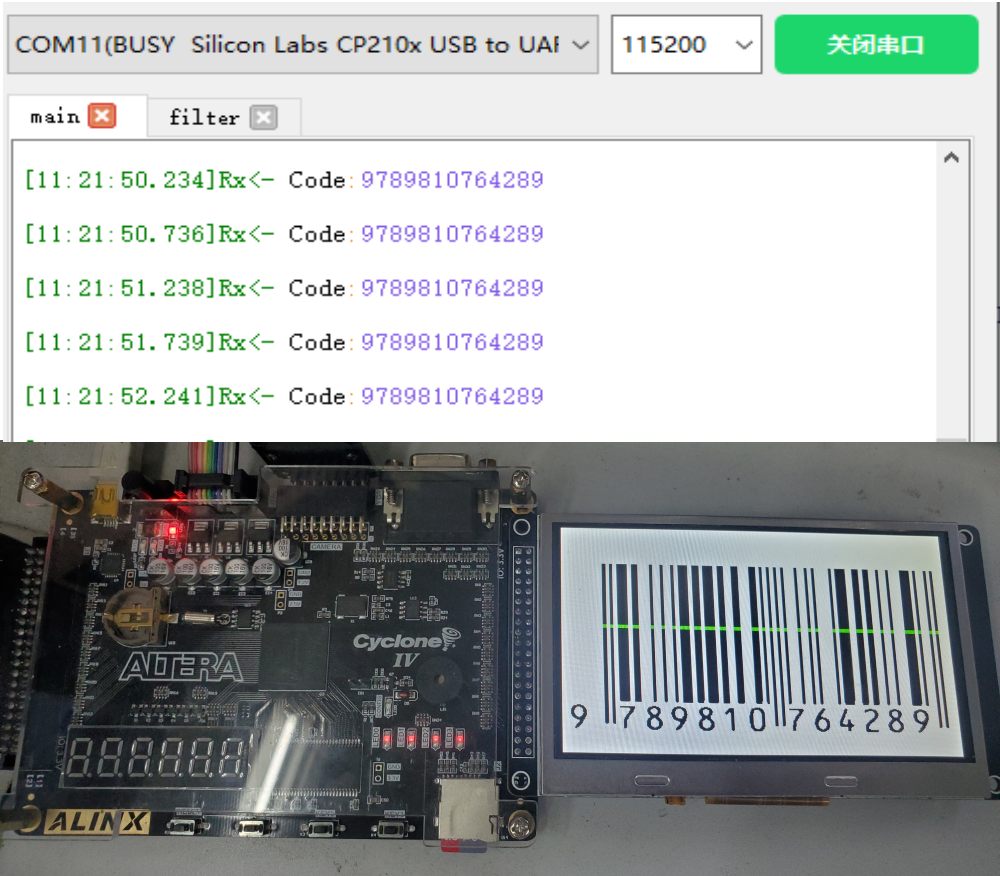 COM11(BUSY  Silicon Labs CP210x USB to UAF
115200
关闭串口
main
filter
[11:21:50.234]Rx<- Code:9789810764289
[11:21:50.736]Rx<- Code:9789810764289
[11:21:51.238]Rx<- Code:9789810764289
[11:21:51.739]Rx<- Code:9789810764289
[11:21:52.241]Rx<- Code:9789810764289
CAMERA
Cyclone
IV
ALTERA
ALINX
9 789810 764289